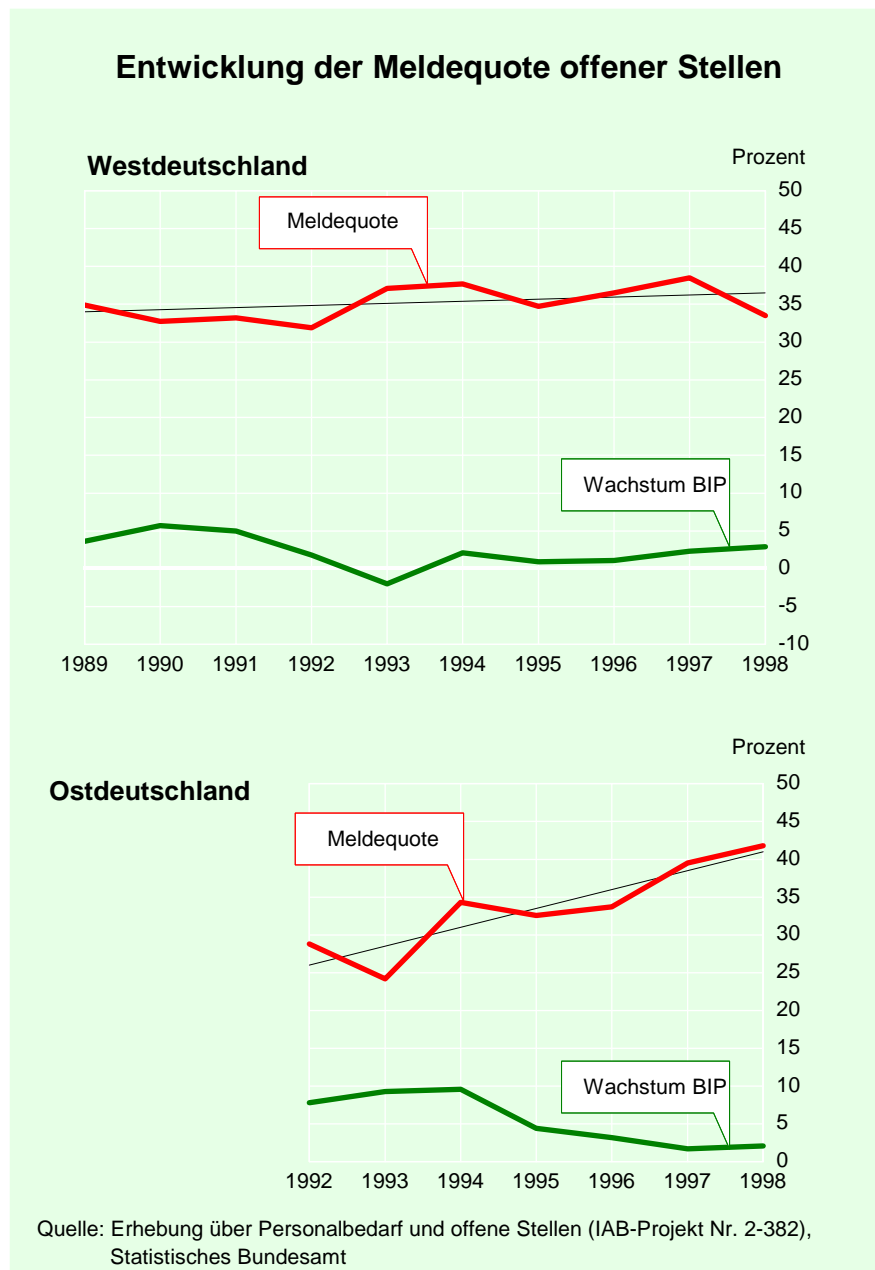 Entwicklung der Meldequote offener Stellen
Westdeutschland
Prozent
Meldequote
Wachstum BIP
50
45
40
35
30
25
20
15
10
5
0
-5
-10
1989 1990 1991 1992 1993 1994 1995 1996 1997 1998
Prozent
Ostdeutschland
Meldequote
Wachstum BIP
50
45
40
35
30
25
20
15
10
5
0
1992 1993 1994 1995 1996 1997 1998
Quelle: Erhebung über Personalbedarf und offene Stellen (IAB-Projekt Nr. 2-382),
Statistisches Bundesamt